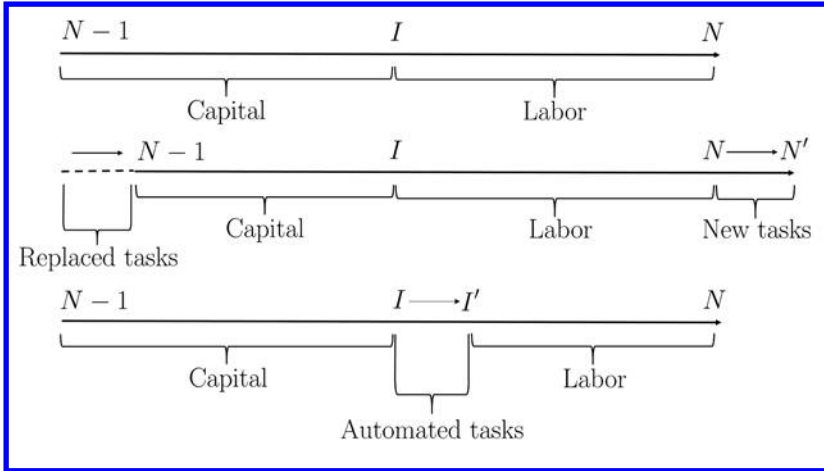 N − 1 I N
Capital Labor
N − 1 I N N′
Capital Labor New tasks
Replaced tasks
N − 1 I I′ N
Capital Labor
Automated tasks